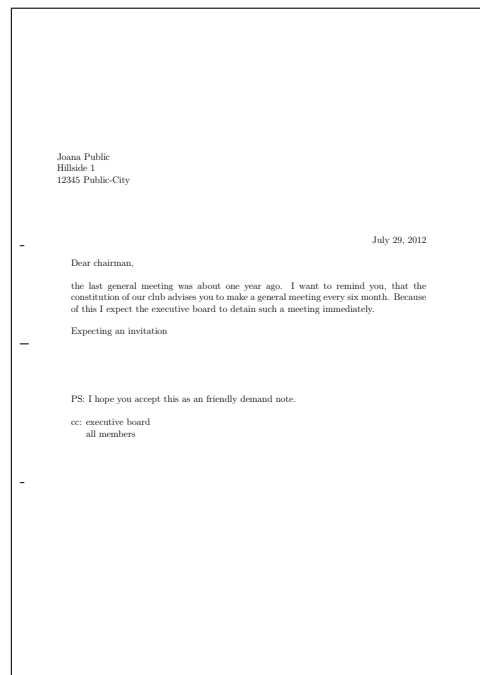 Joana Public
Hillside 1
12345 Public-City
July 29, 2012
Dear chairman,
the last general meeting was about one year ago. I want to remind you, that the
constitution of our club advises you to make a general meeting every six month. Because
of this I expect the executive board to detain such a meeting immediately.
Expecting an invitation
PS: I hope you accept this as an friendly demand note.
cc: executive board
all members